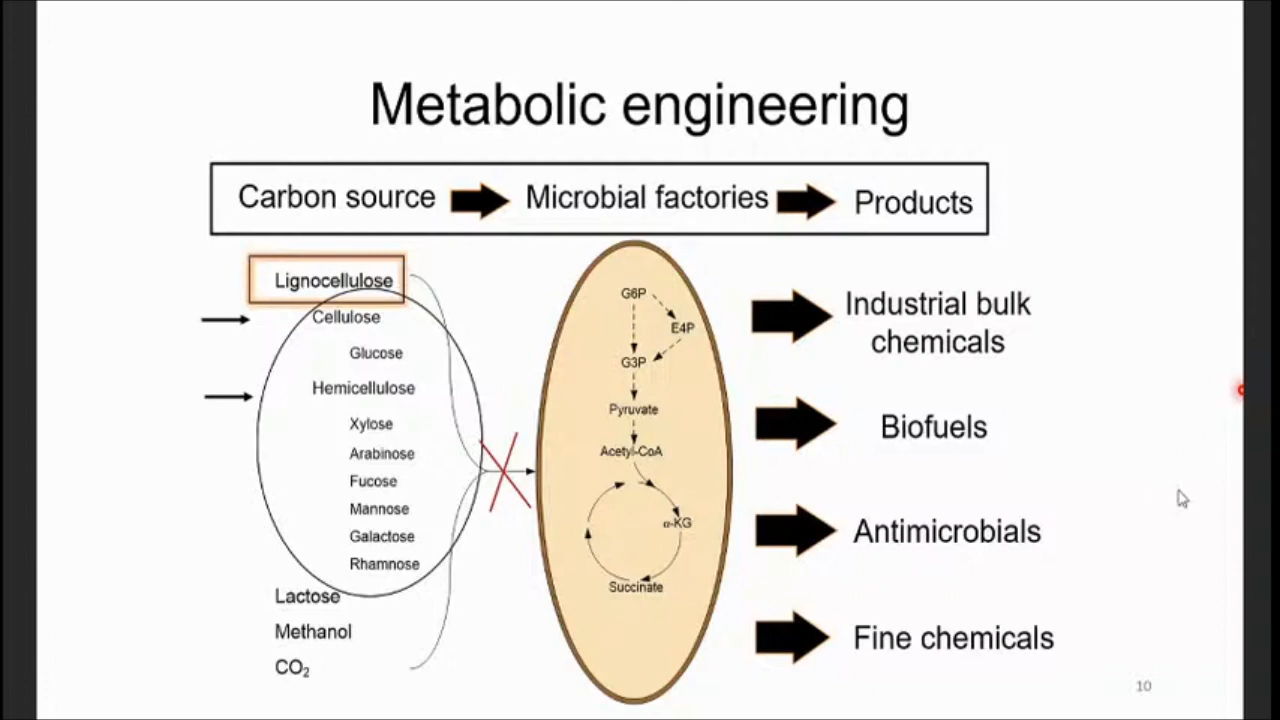 Metabolic engineering
Carbon source
Microbial factories
Products
Lignocellulose
Cellulose
Glucose
Hemicellulose
Xylose
Arabinose
Fucose
Mannose
Galactose
Rhamnose
Lactose
Methanol
CO₂
G6P
E4P
G3P
Pyruvate
Acetyl-CoA
α-KG
Succinate
Industrial bulk
chemicals
Biofuels
Antimicrobials
Fine chemicals
10